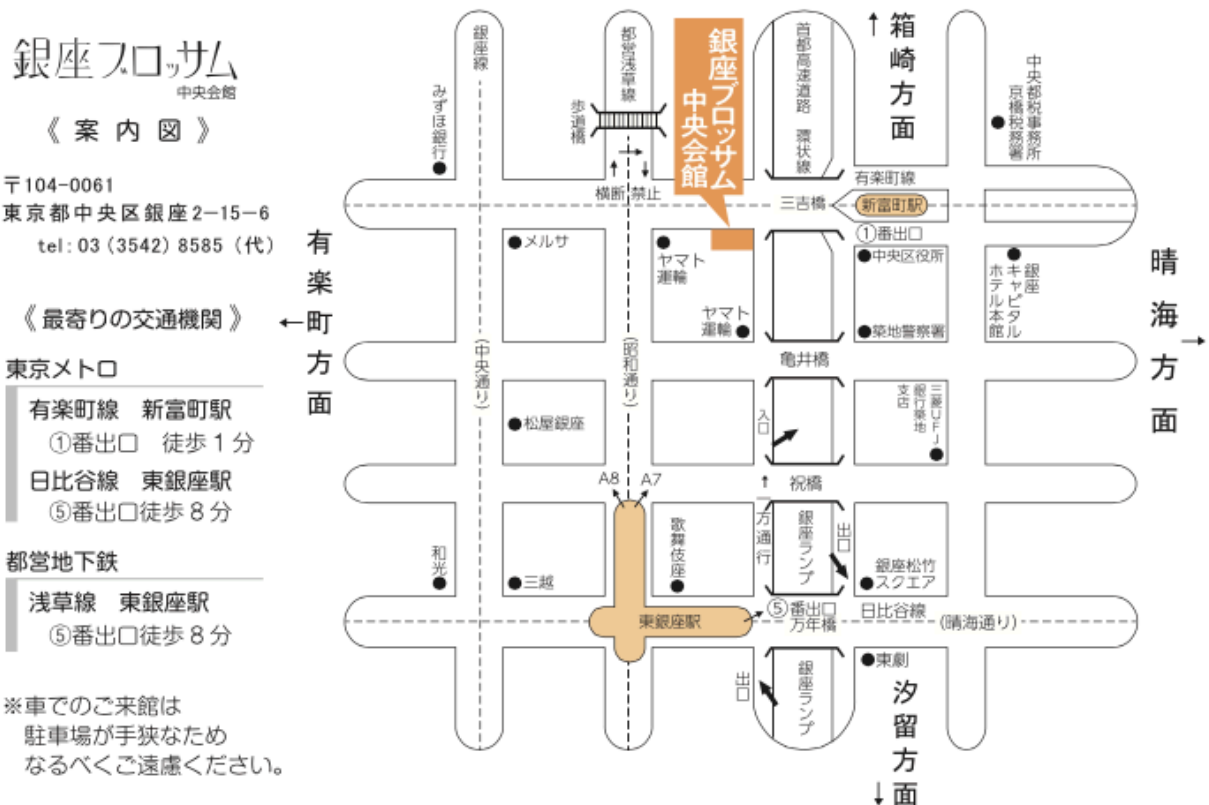 銀座ブロッサム
中央会館
《 案 内 図 》
〒104-0061
東京都中央区銀座2-15-6
tel:03(3542)8585(代)
《 最寄りの交通機関 》
東京メトロ
有楽町線 新富町駅
①番出口 徒歩1分
日比谷線 東銀座駅
⑤番出口徒歩8分
都営地下鉄
浅草線 東銀座駅
⑤番出口徒歩8分
※車でのご来館は
駐車場が手狭なため
なるべくご遠慮ください。
←有楽町方面
銀座線
みずほ銀行
都営浅草線
歩道橋
横断禁止
銀座ブロッサム
中央会館
首都高速道路 環状線
↑箱崎方面
中央都税事務所
京橋税務署
有楽町線
三吉橋
新富町駅
①番出口
メルサ
ヤマト
運輸
中央区役所
銀座
キャピタル
ホテル本館
晴海方面→
ヤマト
運輸
築地警察署
(中央通り)
(昭和通り)
亀井橋
松屋銀座
入口
三菱UFJ
銀行築地
支店
A8
A7
↑一方通行
祝橋
和光
三越
歌舞伎座
銀座ランプ
出口
銀座松竹
スクエア
東銀座駅
⑤番出口
万年橋
日比谷線
(晴海通り)
東劇
出口
銀座ランプ
汐留方面↓